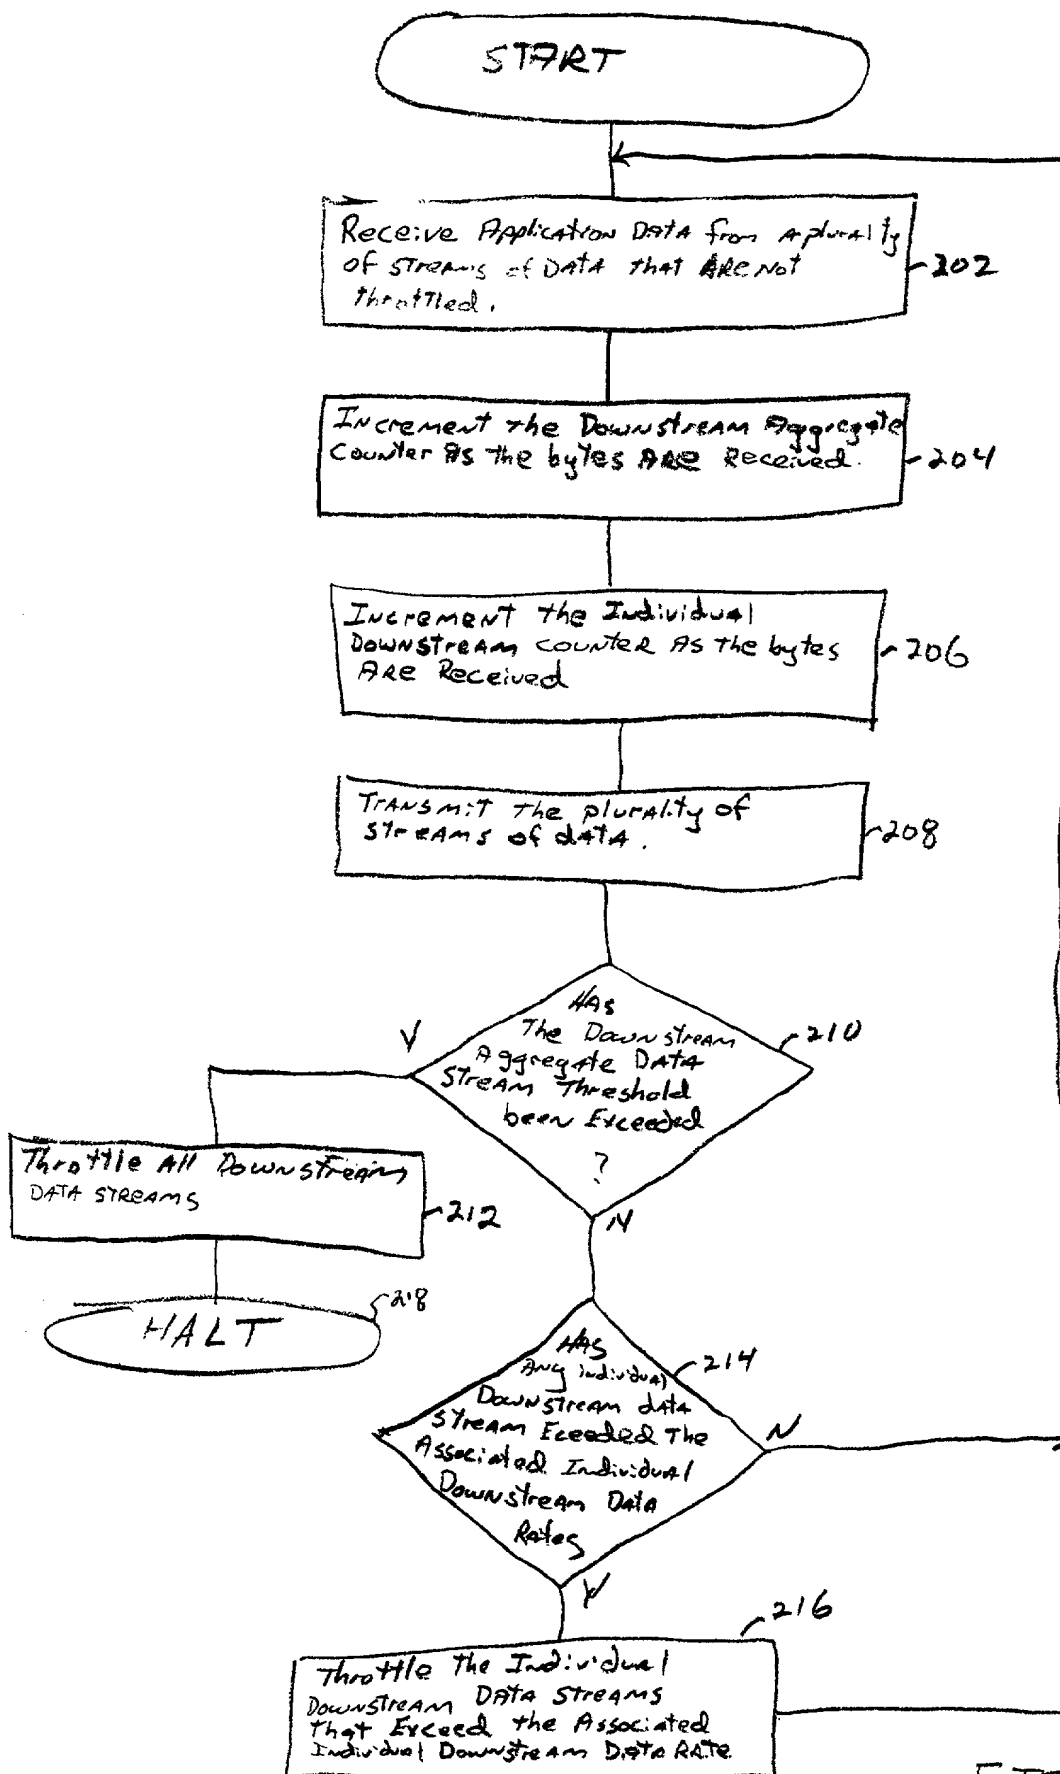 START
Receive Application Data from a plurality
of streams of Data that are not
throttled.
202
Increment the Downstream Aggregate
counter as the bytes are received.
204
Increment the Individual
Downstream counter as the bytes
are Received
206
Transmit the plurality of
streams of data.
208
Has
The Downstream
Aggregate Data
Stream Threshold
been Exceeded
?
210
Y
Throttle All Downstream
Data streams
212
N
HALT
218
Has
Any individual
Downstream data
stream Eceeded The
Associated Individual
Downstream Data
Rates
214
N
Y
216
Throttle the Individual
Downstream Data Streams
that Exceed the Associated
Individual Downstream Data Rate